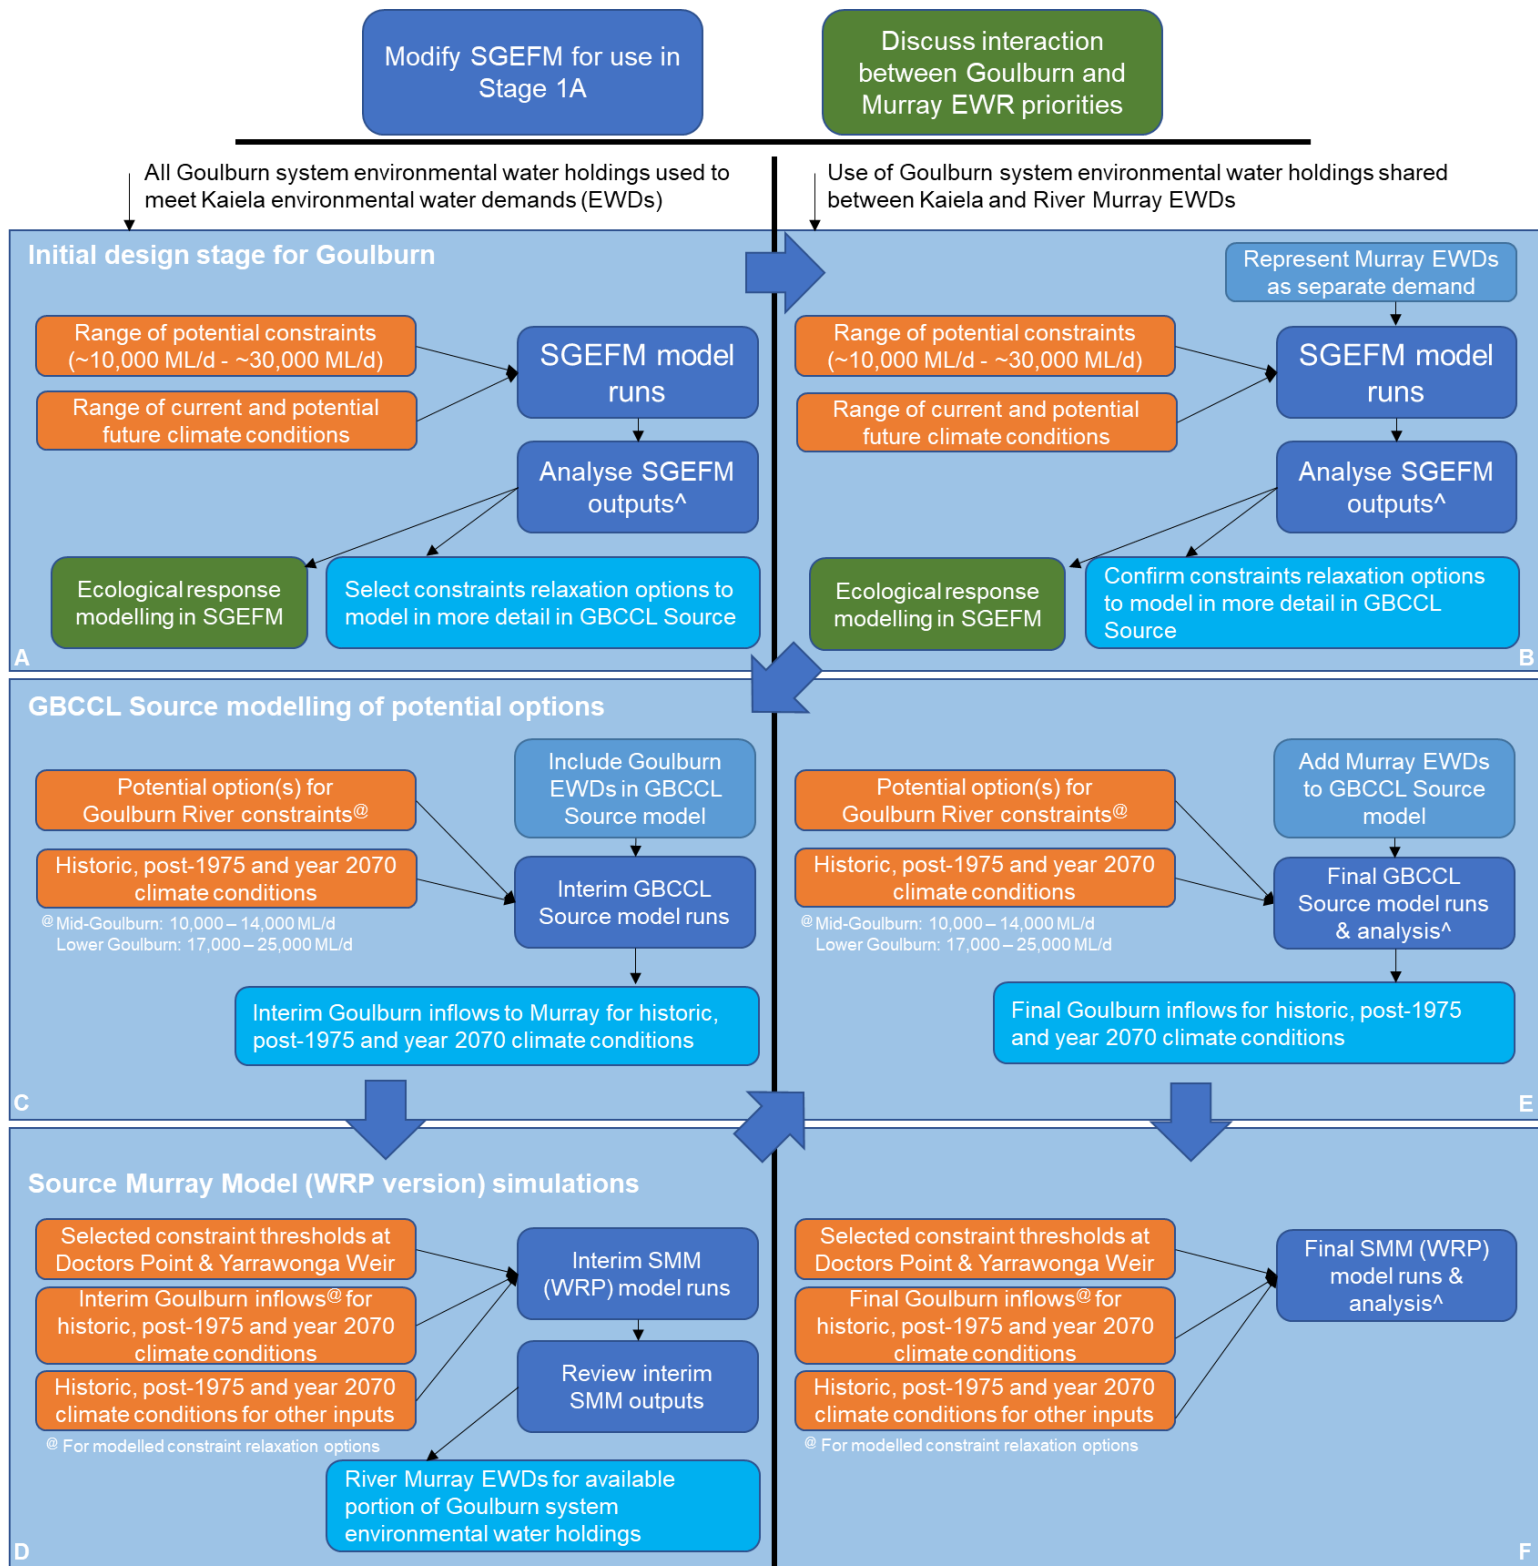 Modify SGEFM for use in
Stage 1A
Discuss interaction
between Goulburn and
Murray EWR priorities
All Goulburn system environmental water holdings used to
meet Kaiela environmental water demands (EWDs)
Use of Goulburn system environmental water holdings shared
between Kaiela and River Murray EWDs
Initial design stage for Goulburn
Range of potential constraints
(~10,000 ML/d - ~30,000 ML/d)
Range of current and potential
future climate conditions
SGEFM model
runs
Analyse SGEFM
outputs^
Ecological response
modelling in SGEFM
Select constraints relaxation options to
model in more detail in GBCCL Source
A
Represent Murray EWDs
as separate demand
Range of potential constraints
(~10,000 ML/d - ~30,000 ML/d)
Range of current and potential
future climate conditions
SGEFM model
runs
Analyse SGEFM
outputs^
Ecological response
modelling in SGEFM
Confirm constraints relaxation options
to model in more detail in GBCCL
Source
B
GBCCL Source modelling of potential options
Include Goulburn
EWDs in GBCCL
Source model
Potential option(s) for
Goulburn River constraints@
Historic, post-1975 and year 2070
climate conditions
@ Mid-Goulburn: 10,000 – 14,000 ML/d
Lower Goulburn: 17,000 – 25,000 ML/d
Interim GBCCL
Source model runs
Interim Goulburn inflows to Murray for historic,
post-1975 and year 2070 climate conditions
C
Add Murray EWDs
to GBCCL Source
model
Potential option(s) for
Goulburn River constraints@
Historic, post-1975 and year 2070
climate conditions
@ Mid-Goulburn: 10,000 – 14,000 ML/d
Lower Goulburn: 17,000 – 25,000 ML/d
Final GBCCL
Source model runs
& analysis^
Final Goulburn inflows for historic, post-1975
and year 2070 climate conditions
E
Source Murray Model (WRP version) simulations
Selected constraint thresholds at
Doctors Point & Yarrawonga Weir
Interim Goulburn inflows@ for
historic, post-1975 and year 2070
climate conditions
Historic, post-1975 and year 2070
climate conditions for other inputs
@ For modelled constraint relaxation options
Interim SMM
(WRP) model runs
Review interim
SMM outputs
River Murray EWDs for available
portion of Goulburn system
environmental water holdings
D
Selected constraint thresholds at
Doctors Point & Yarrawonga Weir
Final Goulburn inflows@ for
historic, post-1975 and year 2070
climate conditions
Historic, post-1975 and year 2070
climate conditions for other inputs
@ For modelled constraint relaxation options
Final SMM (WRP)
model runs &
analysis^
F